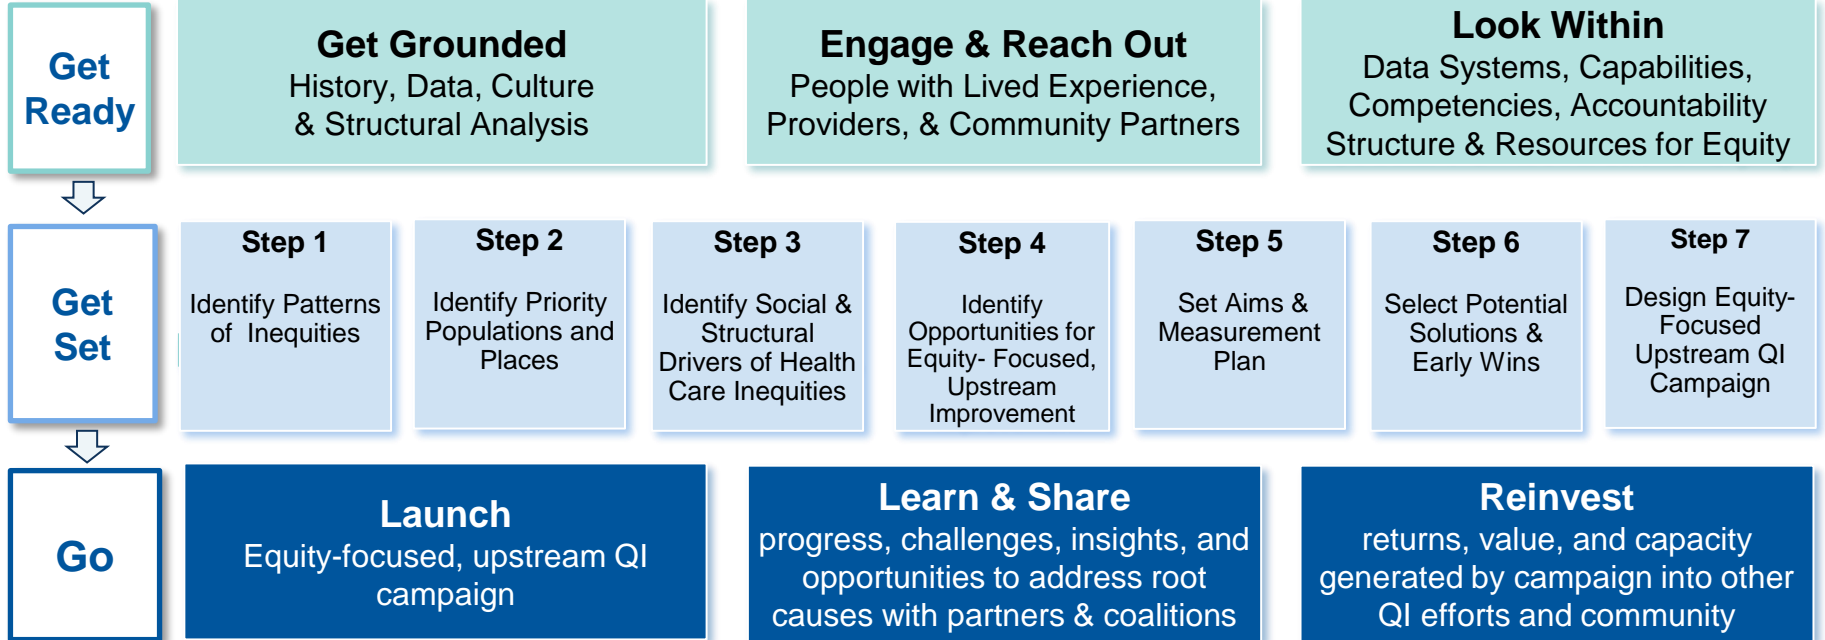 Get
Ready
Get Grounded
History, Data, Culture
& Structural Analysis
Engage & Reach Out
People with Lived Experience,
Providers, & Community Partners
Look Within
Data Systems, Capabilities,
Competencies, Accountability
Structure & Resources for Equity
Get
Set
Step 1
Identify Patterns
of Inequities
Step 2
Identify Priority
Populations and
Places
Step 3
Identify Social &
Structural
Drivers of Health
Care Inequities
Step 4
Identify
Opportunities for
Equity- Focused,
Upstream
Improvement
Step 5
Set Aims &
Measurement
Plan
Step 6
Select Potential
Solutions &
Early Wins
Step 7
Design Equity-
Focused
Upstream QI
Campaign
Go
Launch
Equity-focused, upstream QI
campaign
Learn & Share
progress, challenges, insights, and
opportunities to address root
causes with partners & coalitions
Reinvest
returns, value, and capacity
generated by campaign into other
QI efforts and community